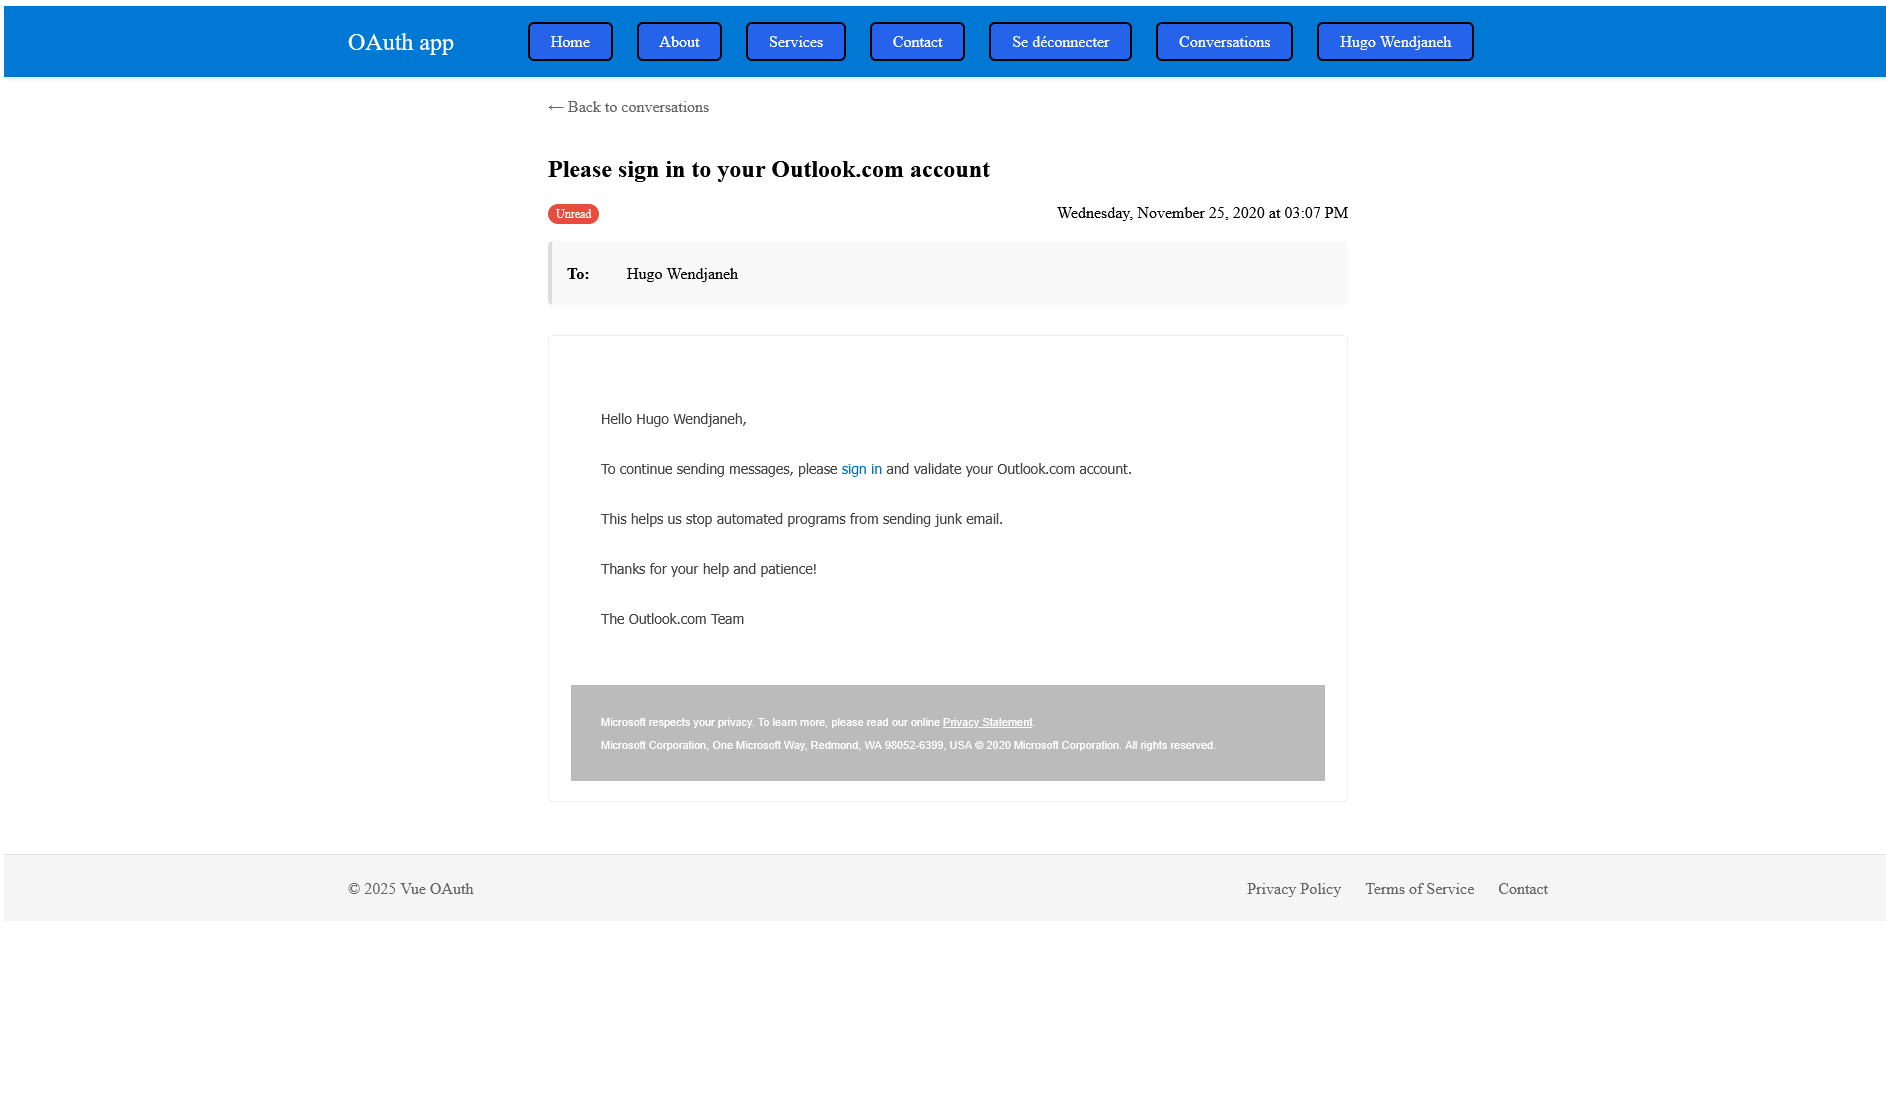 OAuth app
Home
About
Services
Contact
Se déconnecter
Conversations
Hugo Wendjaneh
← Back to conversations
Please sign in to your Outlook.com account
Unread
Wednesday, November 25, 2020 at 03:07 PM
To: Hugo Wendjaneh
Hello Hugo Wendjaneh,
To continue sending messages, please sign in and validate your Outlook.com account.
This helps us stop automated programs from sending junk email.
Thanks for your help and patience!
The Outlook.com Team
Microsoft respects your privacy. To learn more, please read our online Privacy Statement.
Microsoft Corporation, One Microsoft Way, Redmond, WA 98052-6399, USA © 2020 Microsoft Corporation. All rights reserved.
© 2025 Vue OAuth
Privacy Policy
Terms of Service
Contact